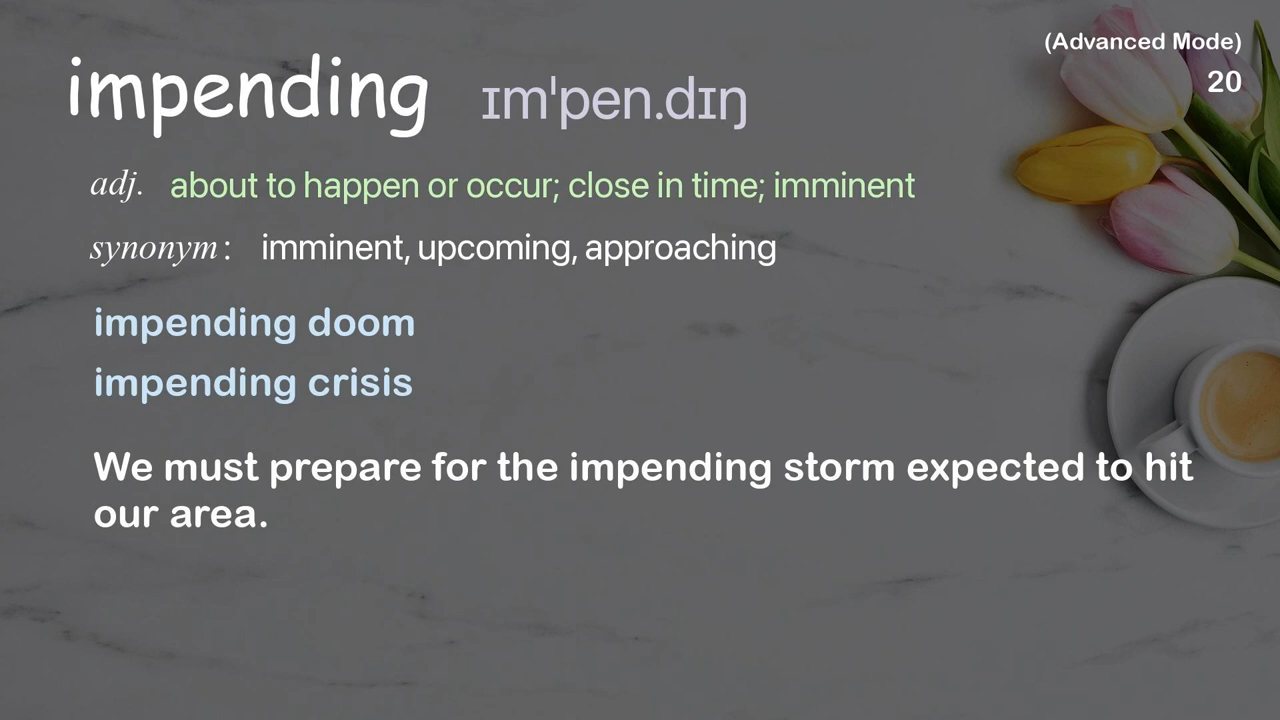 (Advanced Mode)
20
impending ɪmˈpen.dɪŋ
adj. about to happen or occur; close in time; imminent
synonym: imminent, upcoming, approaching
impending doom
impending crisis
We must prepare for the impending storm expected to hit
our area.